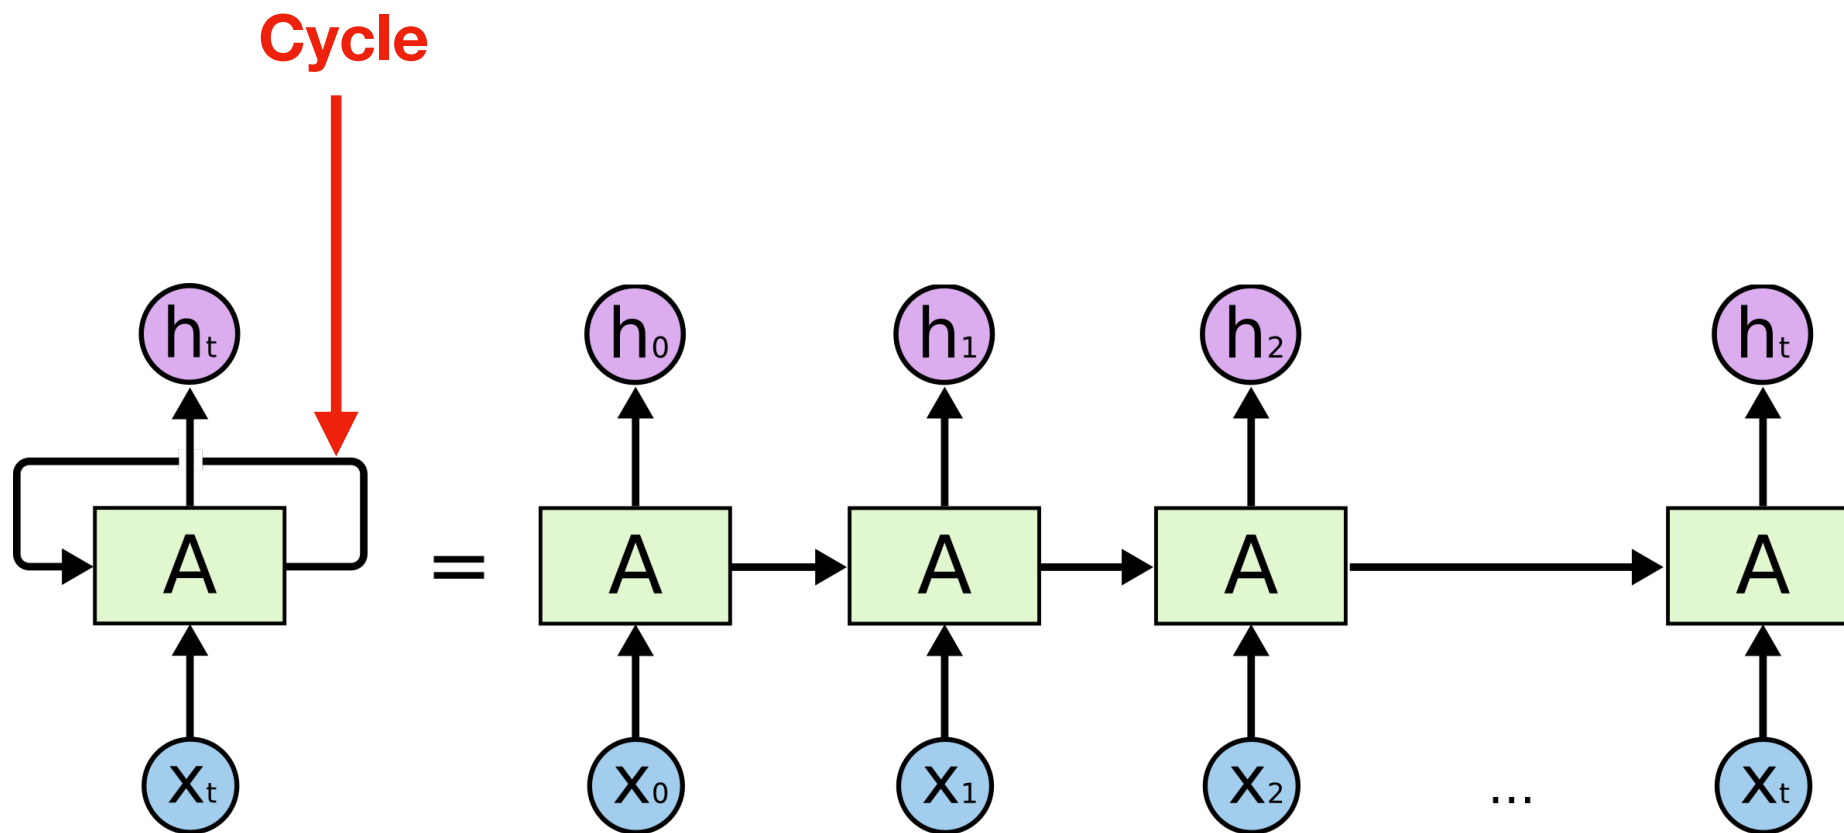 Cycle
hₜ h₀ h₁ h₂ hₜ
A = A A A A
xₜ x₀ x₁ x₂ ... xₜ